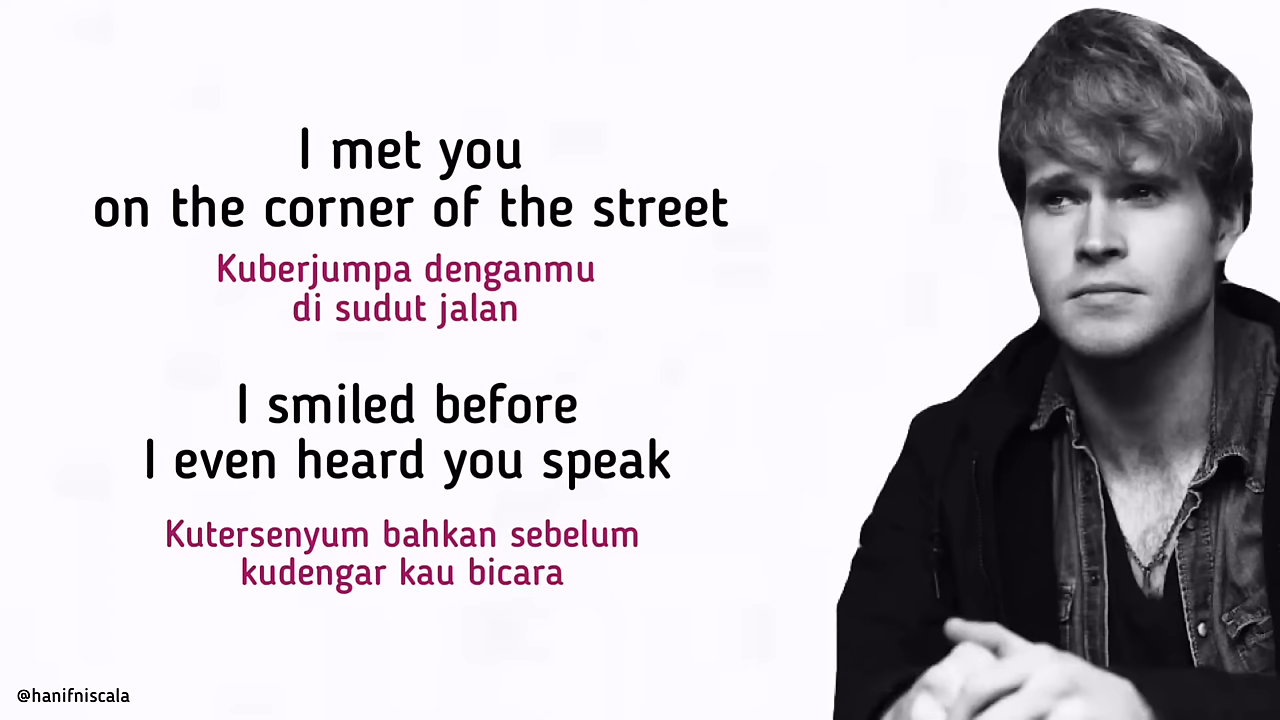 I met you
on the corner of the street
Kuberjumpa denganmu
di sudut jalan
I smiled before
I even heard you speak
Kutersenyum bahkan sebelum
kudengar kau bicara
@hanifniscala